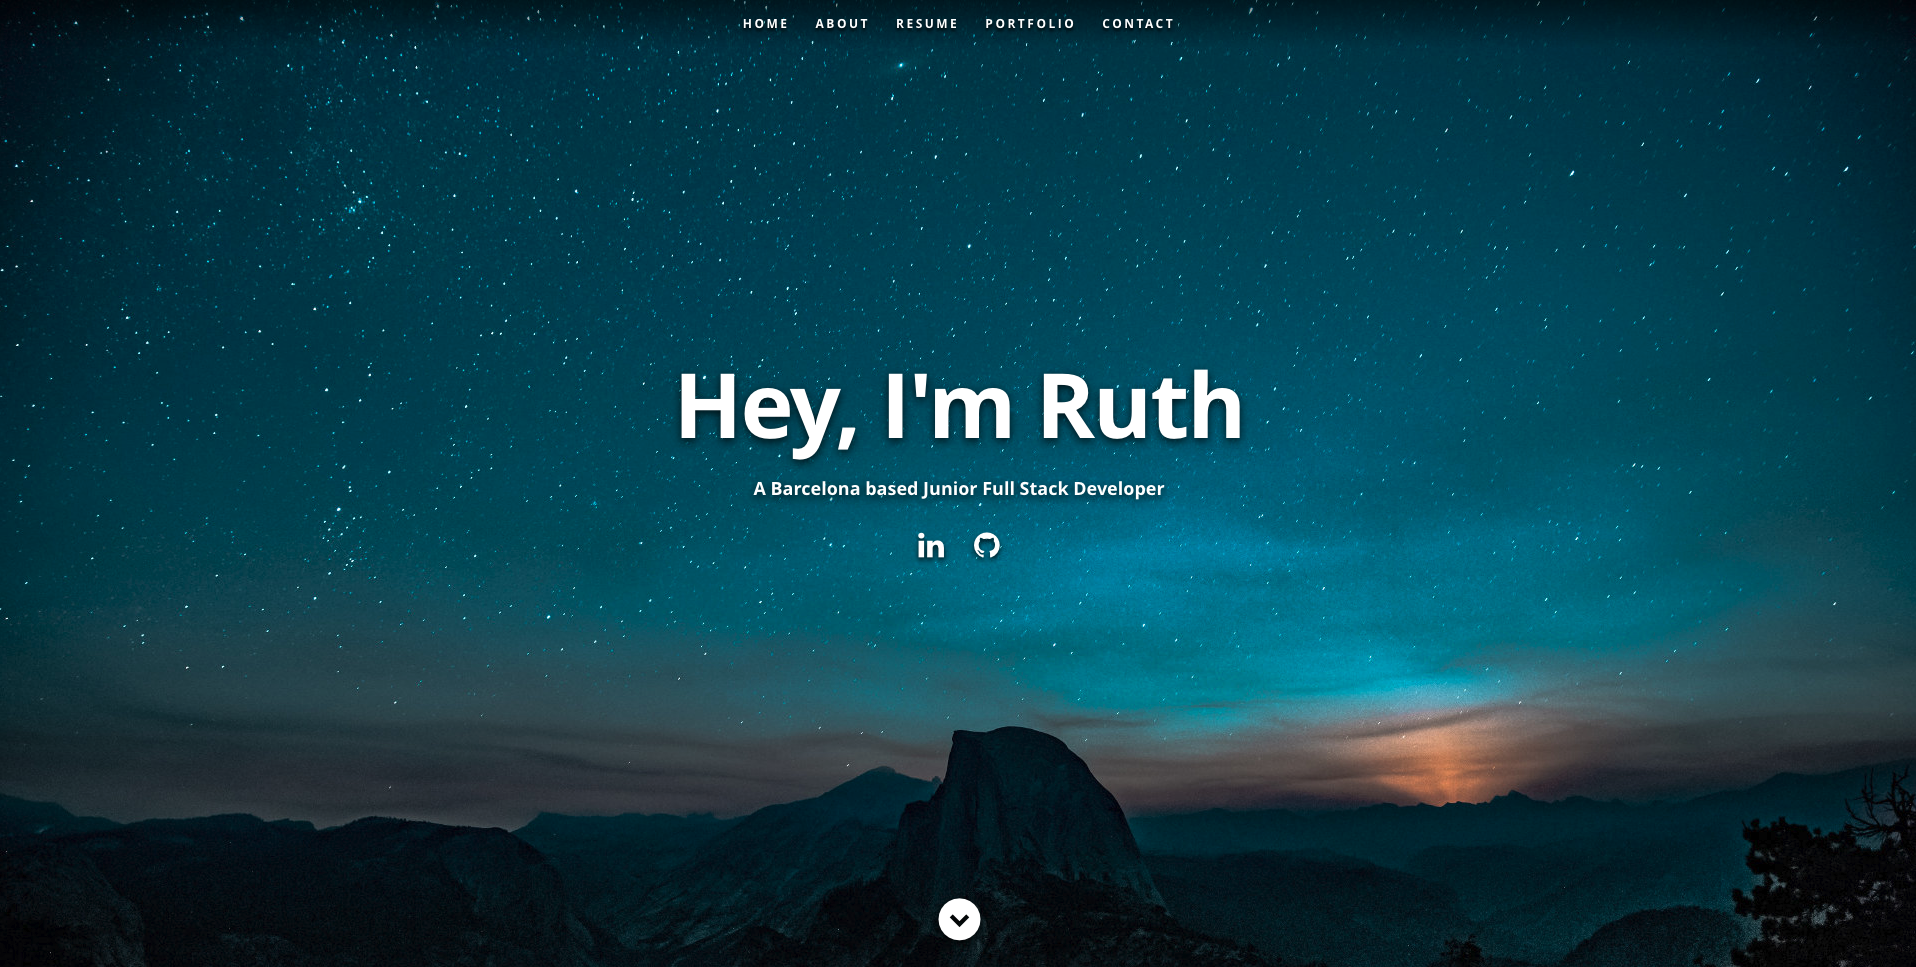 HOME ABOUT RESUME PORTFOLIO CONTACT
Hey, I'm Ruth
A Barcelona based Junior Full Stack Developer
in